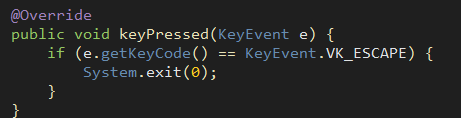 @Override
public void keyPressed(KeyEvent e) {
    if (e.getKeyCode() == KeyEvent.VK_ESCAPE) {
        System.exit(0);
    }
}